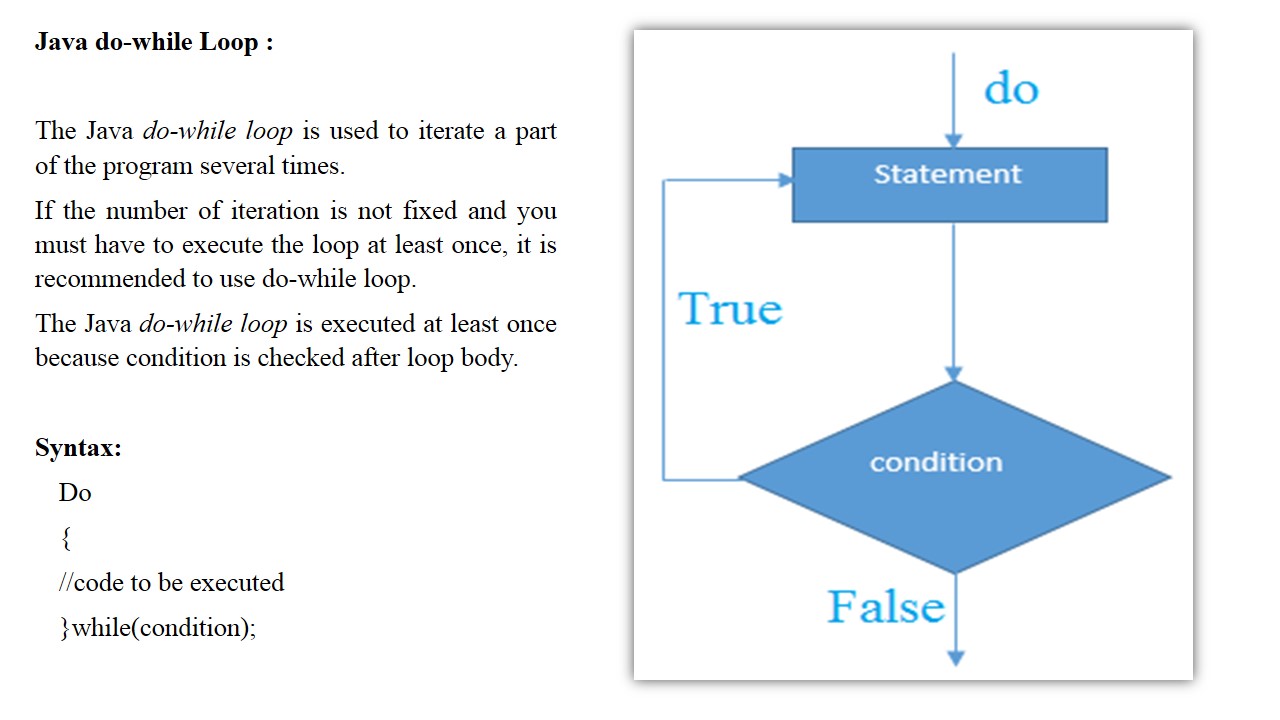 Java do-while Loop :
The Java do-while loop is used to iterate a part
of the program several times.
If the number of iteration is not fixed and you
must have to execute the loop at least once, it is
recommended to use do-while loop.
The Java do-while loop is executed at least once
because condition is checked after loop body.
Syntax:
Do
{
//code to be executed
}while(condition);
do
Statement
True
condition
False